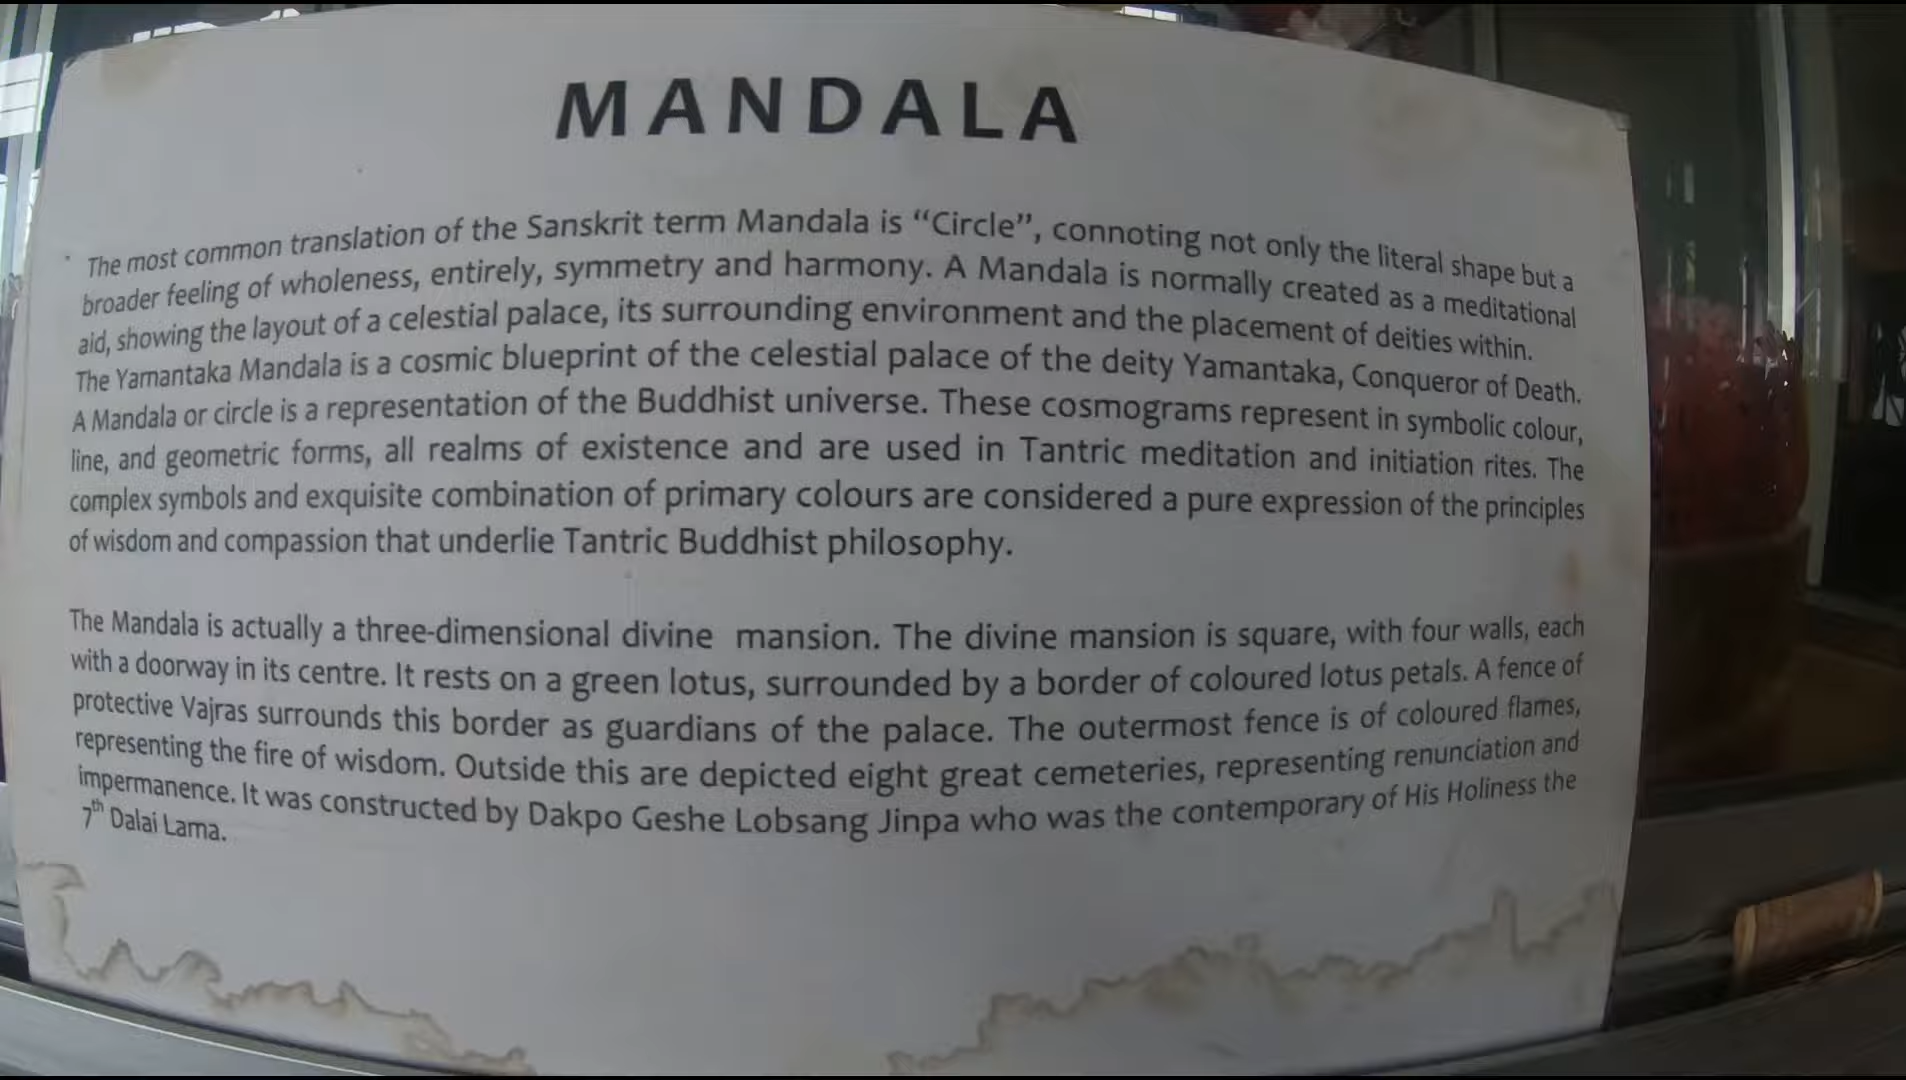 MANDALA
The most common translation of the Sanskrit term Mandala is “Circle”, connoting not only the literal shape but a
broader feeling of wholeness, entirely, symmetry and harmony. A Mandala is normally created as a meditational
aid, showing the layout of a celestial palace, its surrounding environment and the placement of deities within.
The Yamantaka Mandala is a cosmic blueprint of the celestial palace of the deity Yamantaka, Conqueror of Death.
A Mandala or circle is a representation of the Buddhist universe. These cosmograms represent in symbolic colour,
line, and geometric forms, all realms of existence and are used in Tantric meditation and initiation rites. The
complex symbols and exquisite combination of primary colours are considered a pure expression of the principles
of wisdom and compassion that underlie Tantric Buddhist philosophy.
The Mandala is actually a three-dimensional divine mansion. The divine mansion is square, with four walls, each
with a doorway in its centre. It rests on a green lotus, surrounded by a border of coloured lotus petals. A fence of
protective Vajras surrounds this border as guardians of the palace. The outermost fence is of coloured flames,
representing the fire of wisdom. Outside this are depicted eight great cemeteries, representing renunciation and
impermanence. It was constructed by Dakpo Geshe Lobsang Jinpa who was the contemporary of His Holiness the
7th Dalai Lama.